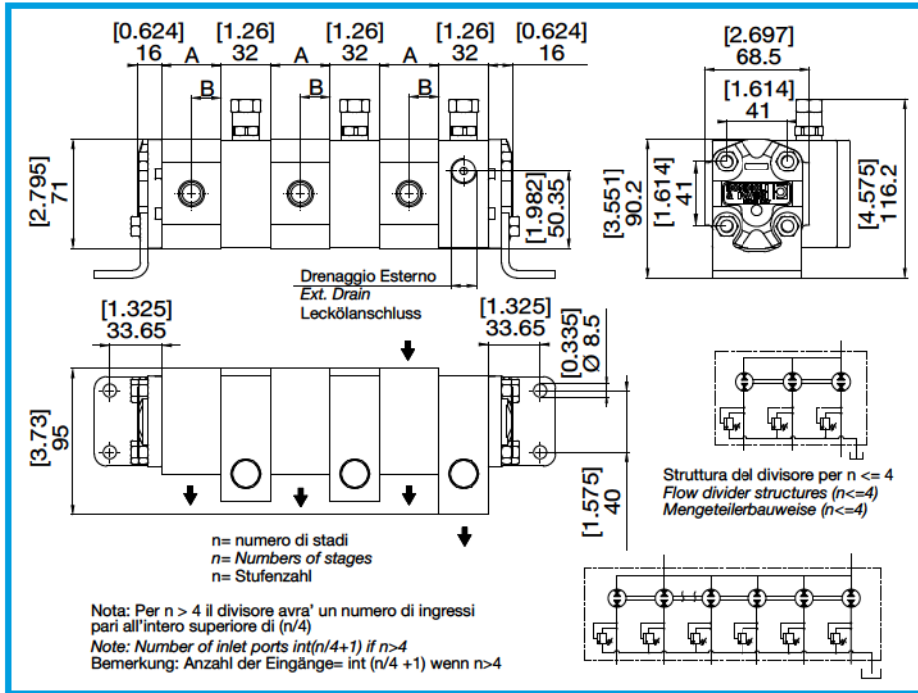 [0.624] [1.26] [1.26] [1.26] [0.624]
16 A 32 A 32 A 32 16
B B B
[2.795]
71
[1.982]
50.35
Drenaggio Esterno
Ext. Drain
Leckölanschluss
[2.697]
68.5
[1.614]
41
[3.551]
90.2
[1.614]
41
[4.575]
116.2
[1.325]
33.65
[1.325]
33.65
[0.335]
Ø 8.5
[3.73]
95
[1.575]
40
n= numero di stadi
n= Numbers of stages
n= Stufenzahl
Struttura del divisore per n <= 4
Flow divider structures (n<=4)
Mengeteilerbauweise (n<=4)
Nota: Per n > 4 il divisore avra' un numero di ingressi
pari all'intero superiore di (n/4)
Note: Number of inlet ports int(n/4+1) if n>4
Bemerkung: Anzahl der Eingänge= int (n/4 +1) wenn n>4